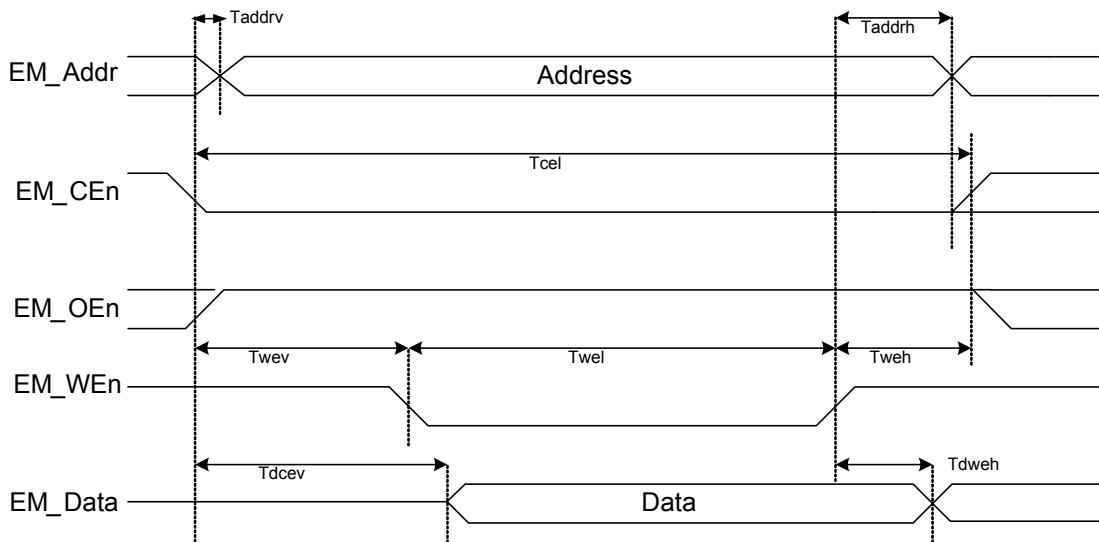 Taddrv
Taddrh
EM_Addr
Address
Tcel
EM_CEn
EM_OEn
Twev
Twel
Tweh
EM_WEn
Tdcev
Tdweh
EM_Data
Data